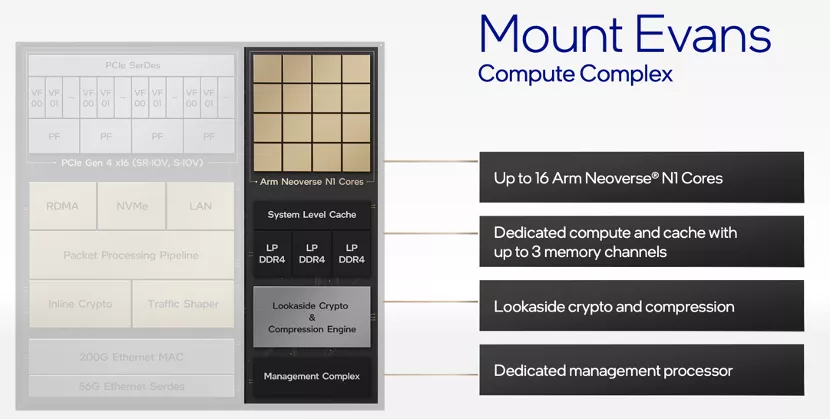 Mount Evans
Compute Complex
PCIe SerDes
VF 00 VF 01 ... VF 00 VF 01 ... VF 00 VF 01 ... VF 00 VF 01 ...
PF PF PF PF
PCIe Gen 4 x16 (SR-IOV, S-IOV)
RDMA NVMe LAN
Packet Processing Pipeline
Inline Crypto Traffic Shaper
200G Ethernet MAC
56G Ethernet Serdes
Arm Neoverse N1 Cores
System Level Cache
LP DDR4 LP DDR4 LP DDR4
Lookaside Crypto
&
Compression Engine
Management Complex
Up to 16 Arm Neoverse® N1 Cores
Dedicated compute and cache with
up to 3 memory channels
Lookaside crypto and compression
Dedicated management processor